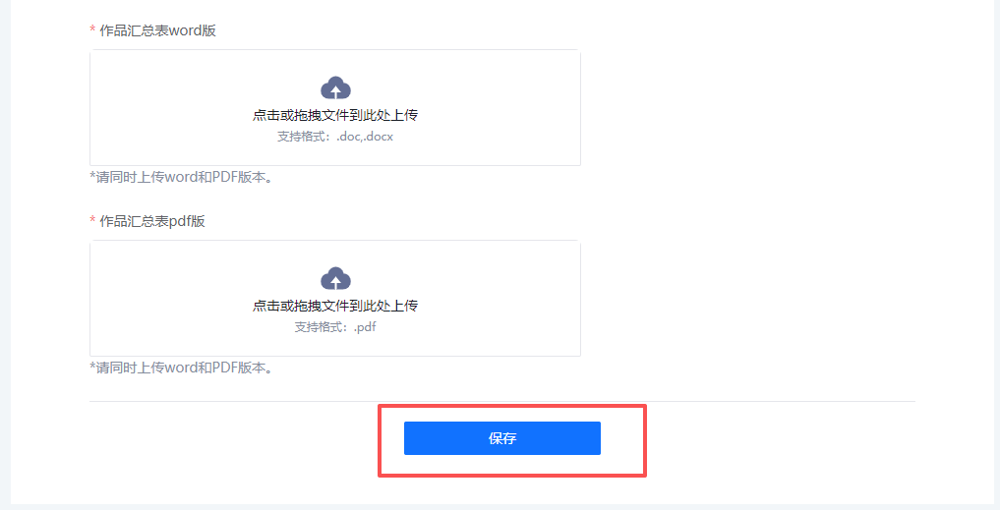 * 作品汇总表word版
点击或拖拽文件到此处上传
支持格式：.doc,.docx
*请同时上传word和PDF版本。
* 作品汇总表pdf版
点击或拖拽文件到此处上传
支持格式：.pdf
*请同时上传word和PDF版本。
保存